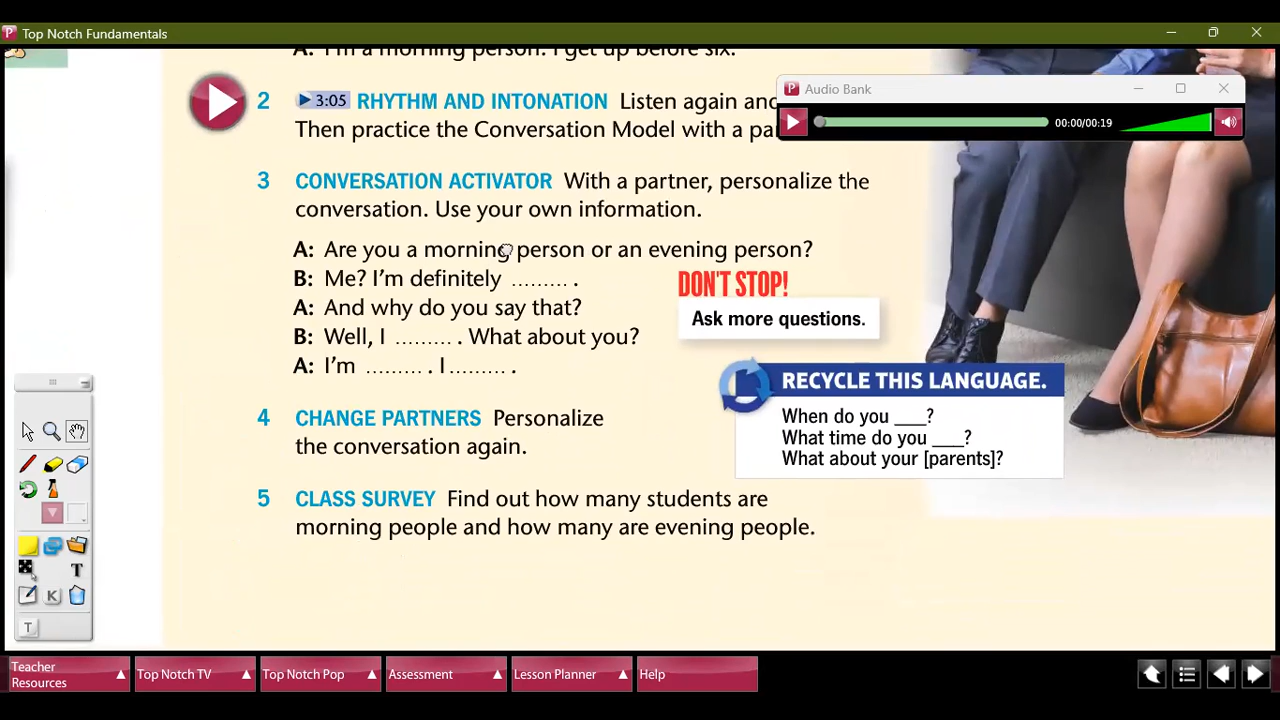 Top Notch Fundamentals
A: I'm a morning person. I get up before six.
2 3:05 RHYTHM AND INTONATION Listen again and
Then practice the Conversation Model with a pa
Audio Bank
00:00/00:19
3 CONVERSATION ACTIVATOR With a partner, personalize the
conversation. Use your own information.
A: Are you a morning person or an evening person?
B: Me? I'm definitely ......... .
A: And why do you say that?
B: Well, I ......... . What about you?
A: I'm ......... . I ......... .
DON'T STOP!
Ask more questions.
RECYCLE THIS LANGUAGE.
When do you ___?
What time do you ___?
What about your [parents]?
4 CHANGE PARTNERS Personalize
the conversation again.
5 CLASS SURVEY Find out how many students are
morning people and how many are evening people.
T
K
T
Teacher
Resources
Top Notch TV
Top Notch Pop
Assessment
Lesson Planner
Help